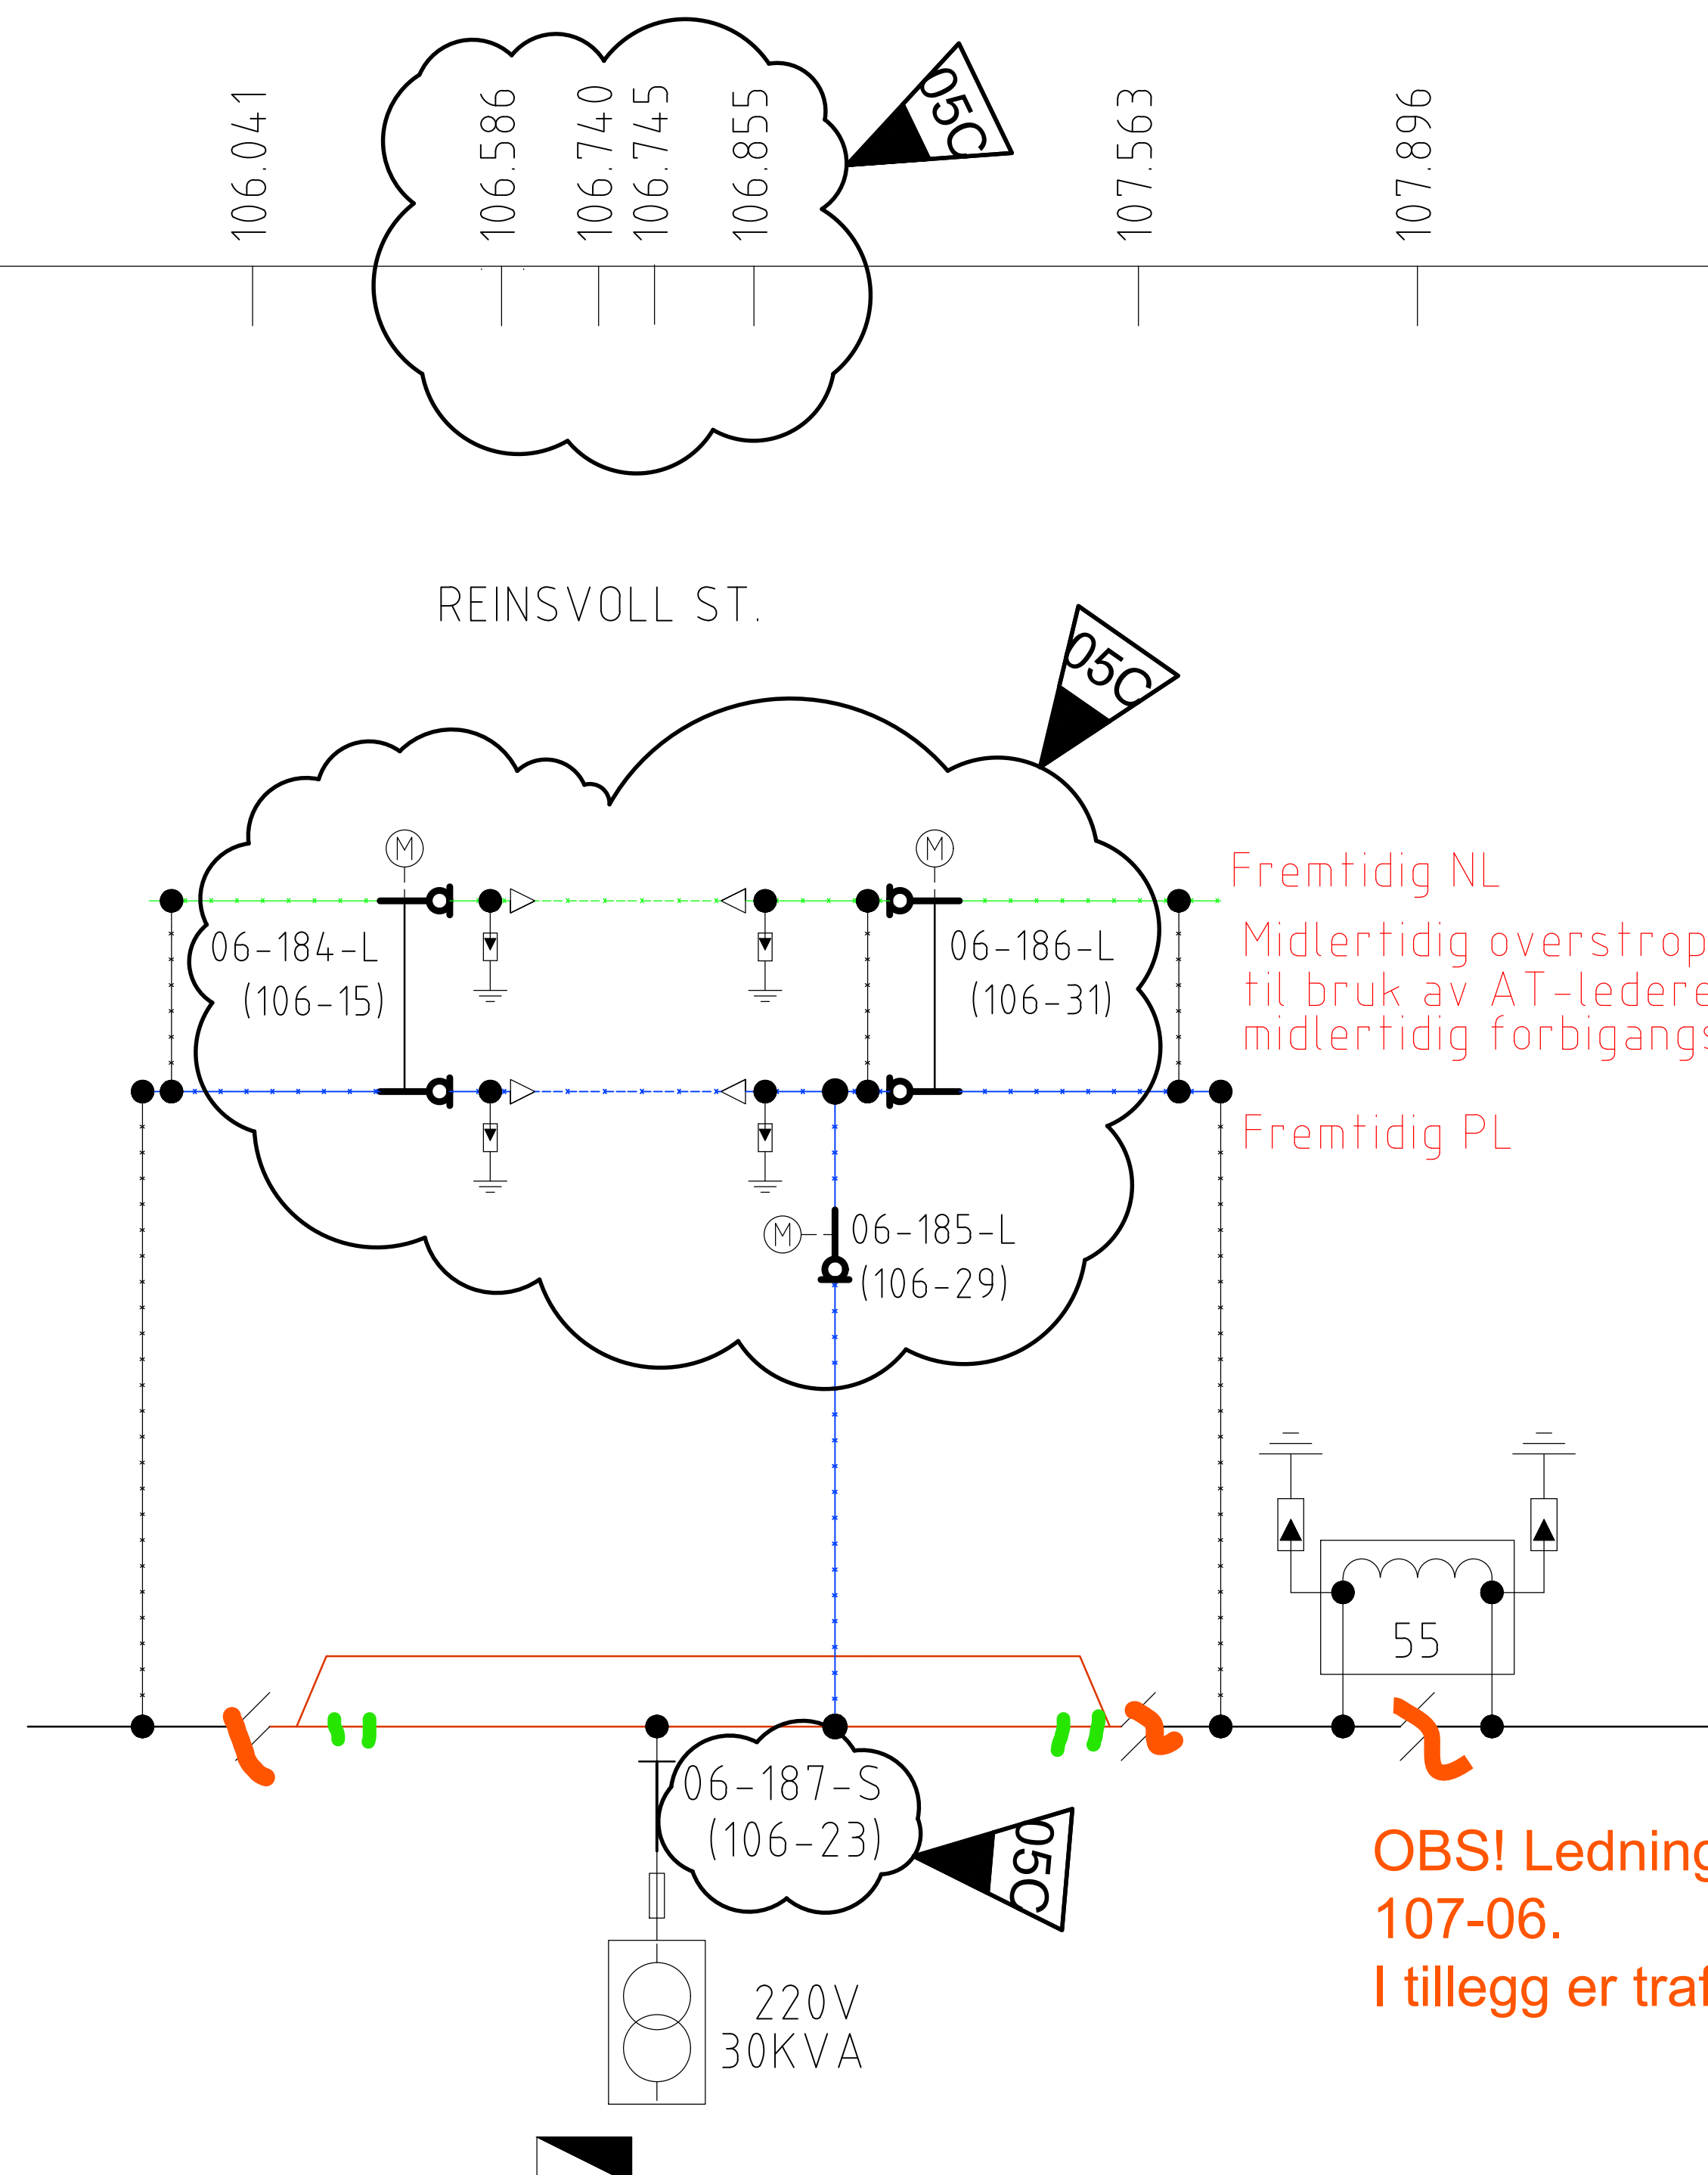 106.041
106.586
106.740
106.745
106.855
107.563
107.896
05C
REINSVOLL ST.
05C
M
M
Fremtidig NL
06-184-L
(106-15)
06-186-L
(106-31)
Midlertidig overstrop
til bruk av AT-ledere
midlertidig forbigangs
Fremtidig PL
M
06-185-L
(106-29)
55
06-187-S
(106-23)
05C
OBS! Ledning
107-06.
I tillegg er traf
220V
30KVA